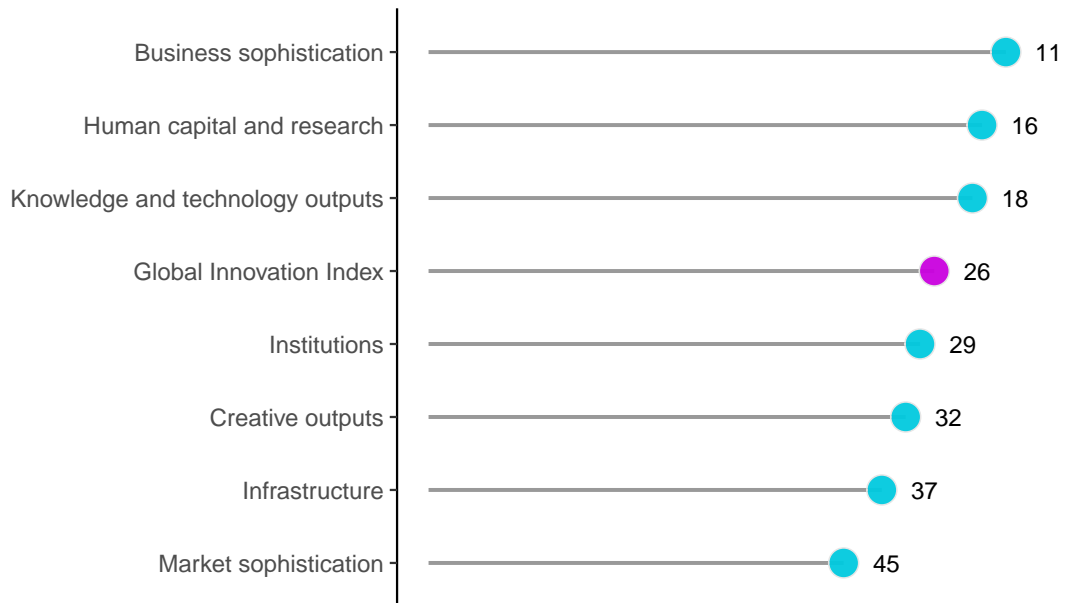 Business sophistication 11
Human capital and research 16
Knowledge and technology outputs 18
Global Innovation Index 26
Institutions 29
Creative outputs 32
Infrastructure 37
Market sophistication 45